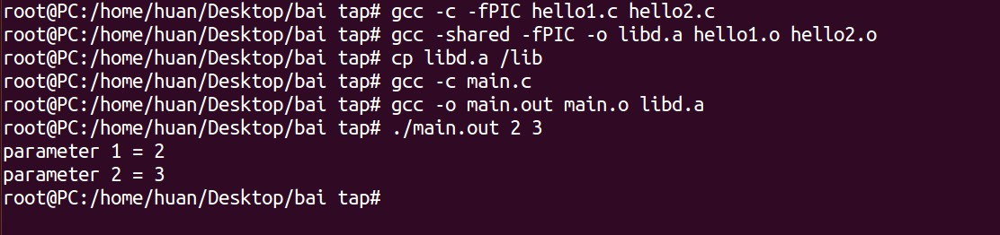 root@PC:/home/huan/Desktop/bai tap# gcc -c -fPIC hello1.c hello2.c
root@PC:/home/huan/Desktop/bai tap# gcc -shared -fPIC -o libd.a hello1.o hello2.o
root@PC:/home/huan/Desktop/bai tap# cp libd.a /lib
root@PC:/home/huan/Desktop/bai tap# gcc -c main.c
root@PC:/home/huan/Desktop/bai tap# gcc -o main.out main.o libd.a
root@PC:/home/huan/Desktop/bai tap# ./main.out 2 3
parameter 1 = 2
parameter 2 = 3
root@PC:/home/huan/Desktop/bai tap#